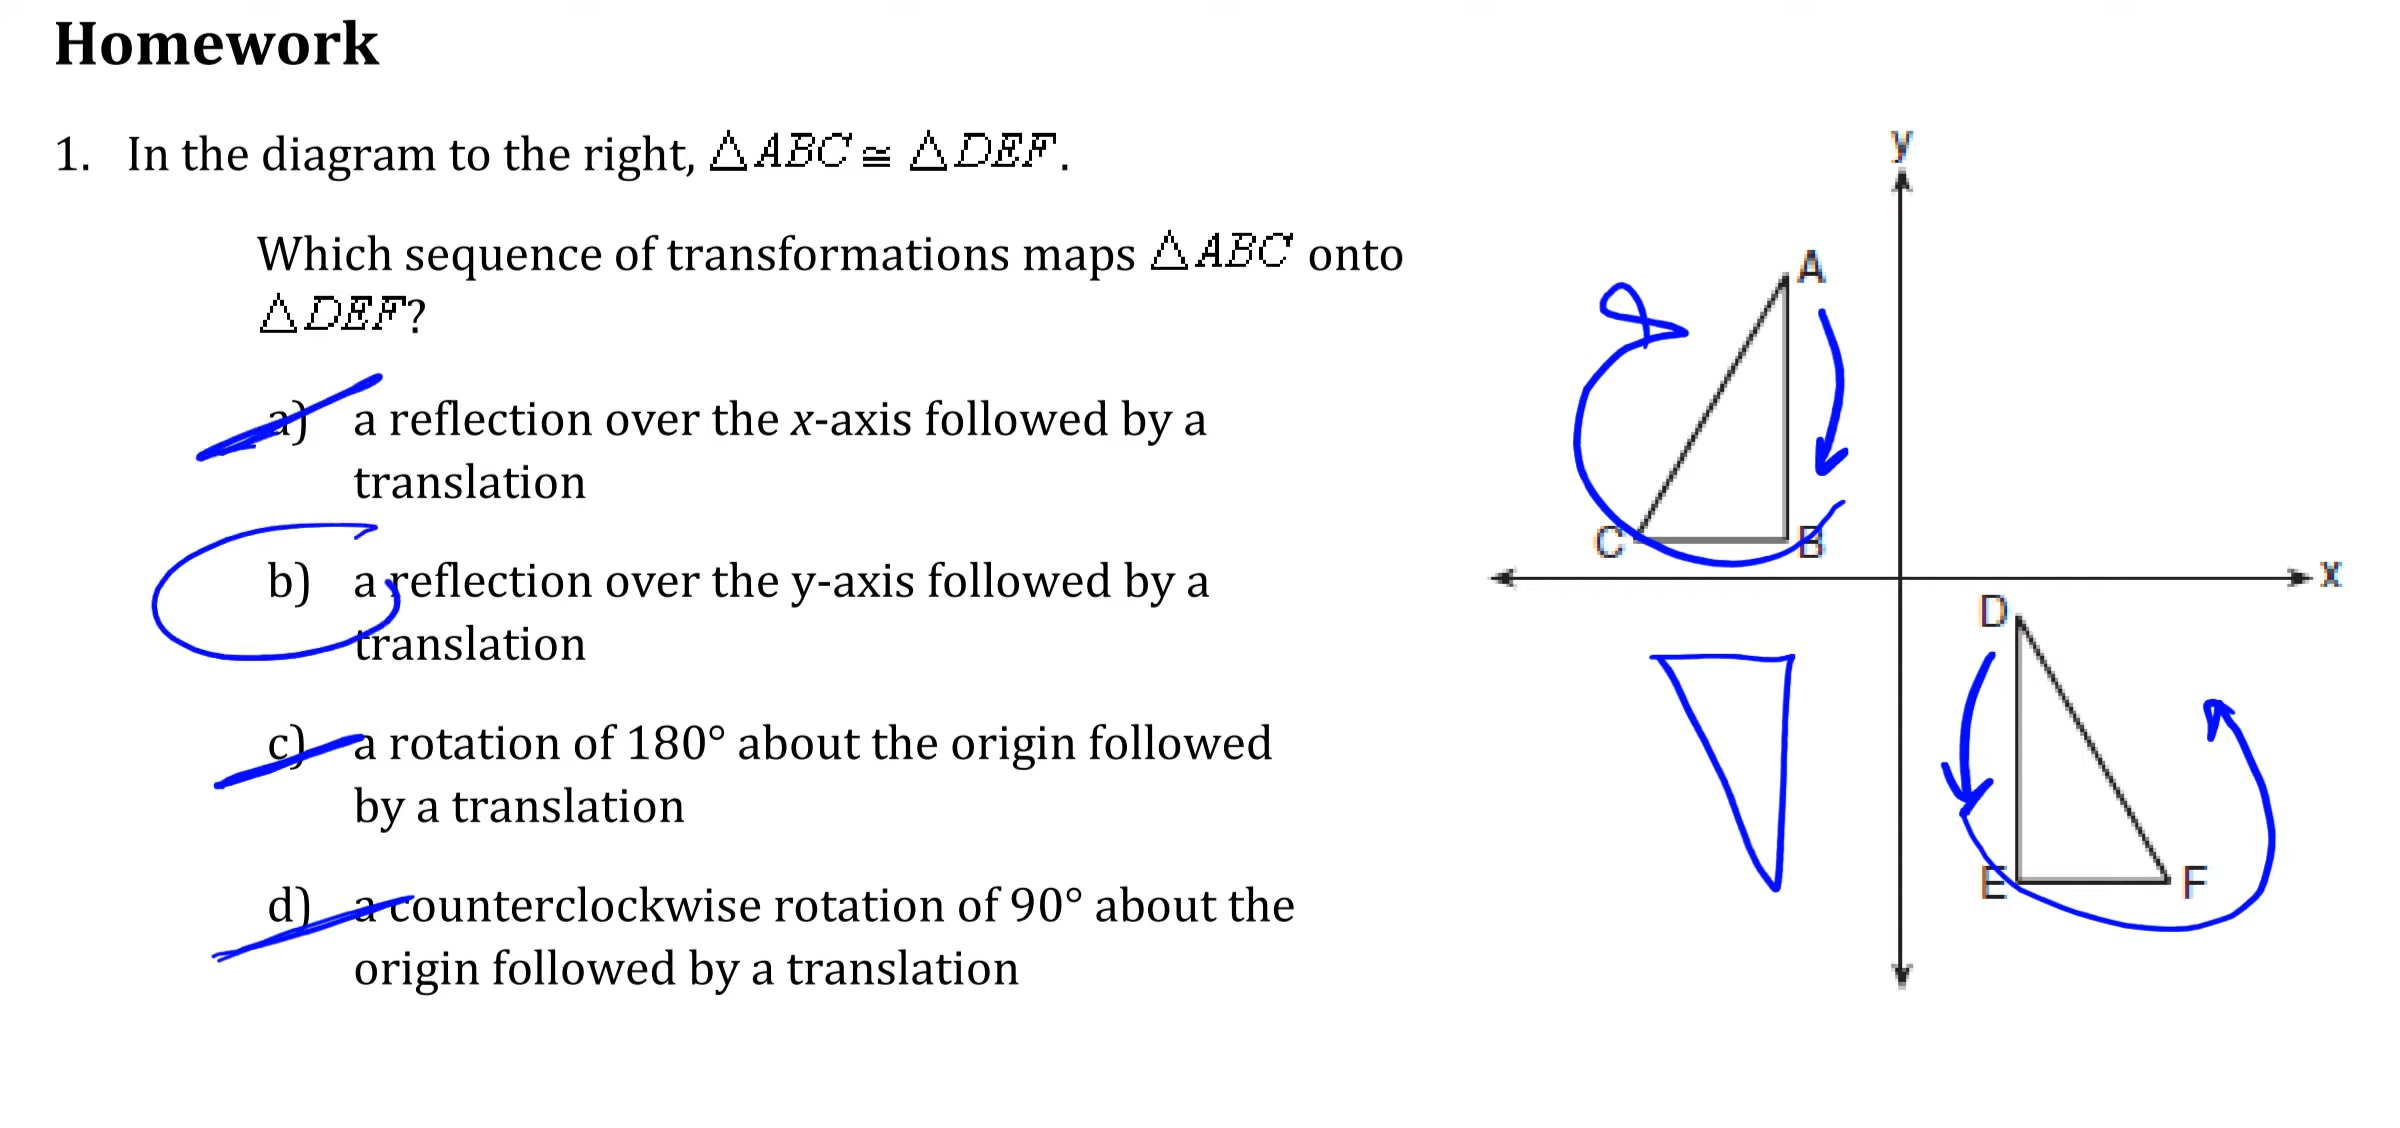 Homework
1. In the diagram to the right, △ABC ≅ △DEF.
Which sequence of transformations maps △ABC onto
△DEF?
a) a reflection over the x-axis followed by a
translation
b) a reflection over the y-axis followed by a
translation
c) a rotation of 180° about the origin followed
by a translation
d) a counterclockwise rotation of 90° about the
origin followed by a translation
y
A
C B
x
D
E F